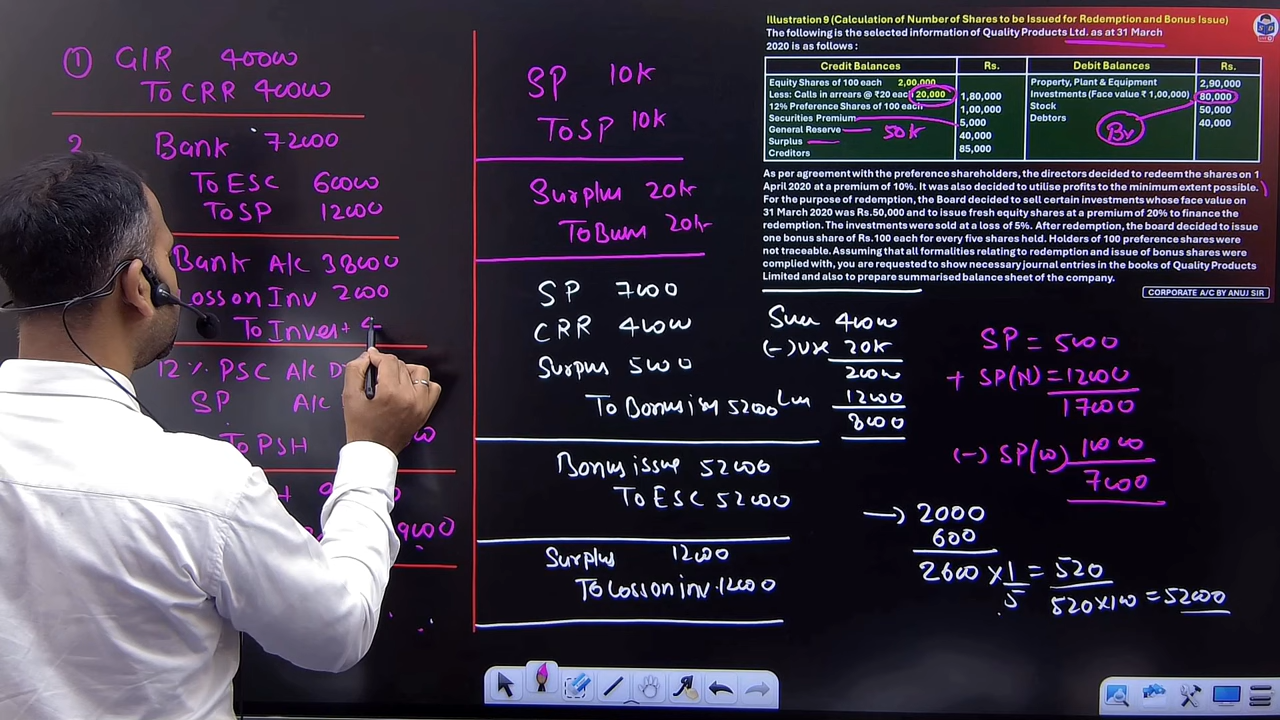 ① GIR 40000
To CRR 40000
2 Bank 72000
To ESC 60000
To SP 12000
Bank A/C 38000
Loss on Inv 2000
To Invest
12 % PSC A/C D
SP A/C
To PSH
SP 10k
To SP 10k
Surplus 20k
To Bonus 20k
SP 7000
CRR 40000
Surplus 5000
To Bonus issue 52000
Bonus issue 52000
To ESC 52000
Surplus 12000
To Loss on inv. 12000
Illustration 9 (Calculation of Number of Shares to be Issued for Redemption and Bonus Issue)
The following is the selected information of Quality Products Ltd. as at 31 March
2020 is as follows :
Credit Balances Rs. Debit Balances Rs.
Equity Shares of 100 each 2,00,000 Property, Plant & Equipment 2,90,000
Less: Calls in arrears @ ₹20 each 20,000 1,80,000 Investments (Face value ₹ 1,00,000) 80,000
12% Preference Shares of 100 each 1,00,000 Stock 50,000
Securities Premium 5,000 Debtors 40,000
General Reserve 50K 40,000
Surplus 85,000
Creditors
BV
As per agreement with the preference shareholders, the directors decided to redeem the shares on 1
April 2020 at a premium of 10%. It was also decided to utilise profits to the minimum extent possible.
For the purpose of redemption, the Board decided to sell certain investments whose face value on
31 March 2020 was Rs.50,000 and to issue fresh equity shares at a premium of 20% to finance the
redemption. The investments were sold at a loss of 5%. After redemption, the board decided to issue
one bonus share of Rs.100 each for every five shares held. Holders of 100 preference shares were
not traceable. Assuming that all formalities relating to redemption and issue of bonus shares were
complied with, you are requested to show necessary journal entries in the books of Quality Products
Limited and also to prepare summarised balance sheet of the company.
CORPORATE A/C BY ANUJ SIR
Surr 40000
(-) 20k
20000
12000
8000
SP = 5000
+ SP(N) = 12000
17000
(-) SP(W) 10000
7000
→ 2000
600
2600 × 1/5 = 520
520×100 = 52000